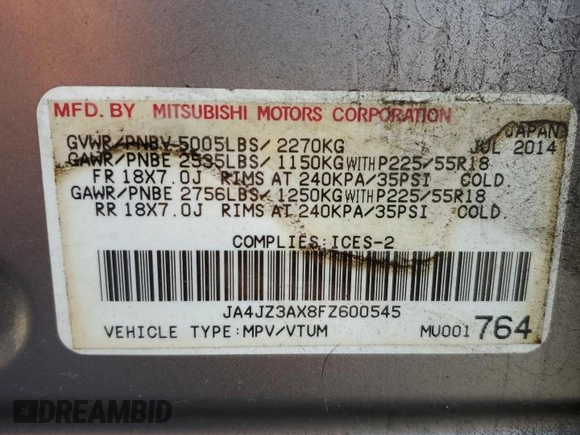 MFD. BY MITSUBISHI MOTORS CORPORATION
JAPAN
GVWR/PNBV 5005LBS/ 2270KG JUL 2014
GAWR/PNBE 2535LBS/ 1150KG WITH P225/55R18
FR 18X7.0J RIMS AT 240KPA/35PSI COLD
GAWR/PNBE 2756LBS/ 1250KG WITH P225/55R18
RR 18X7.0J RIMS AT 240KPA/35PSI COLD
COMPLIES:ICES-2
JA4JZ3AX8FZ600545
VEHICLE TYPE:MPV/VTUM MU001 764
DREAMBID